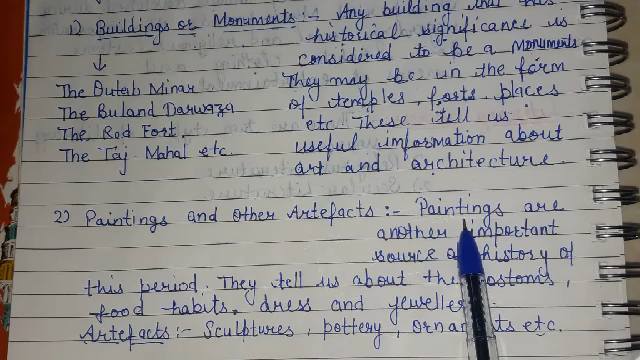 1) Buildings or Monuments :- Any building that has
historical significance is
considered to be a monuments
The Qutab Minar They may be in the form
The Buland Darwaza of temples, forts, places
The Red Fort etc. These tell us
The Taj Mahal etc. useful information about
art and architecture.
2) Paintings and other Artefacts :- Paintings are
another important
source of history of
this period. They tell us about the customs,
food habits, dress and
Artefacts :- Sculptures, pottery, ornaments etc.